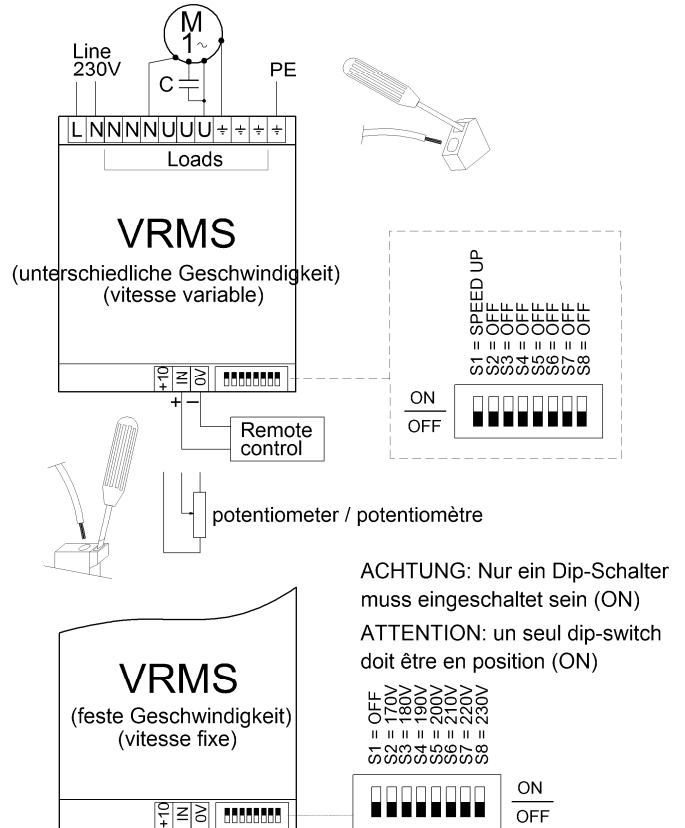 M
1~
Line
230V
PE
C
L N N N N U U U
Loads
VRMS
(unterschiedliche Geschwindigkeit)
(vitesse variable)
+10 IN 0V
+ −
Remote
control
S1 = SPEED UP
S2 = OFF
S3 = OFF
S4 = OFF
S5 = OFF
S6 = OFF
S7 = OFF
S8 = OFF
ON
OFF
potentiometer / potentiomètre
ACHTUNG: Nur ein Dip-Schalter
muss eingeschaltet sein (ON)
ATTENTION: un seul dip-switch
doit être en position (ON)
VRMS
(feste Geschwindigkeit)
(vitesse fixe)
+10 IN 0V
S1 = OFF
S2 = 170V
S3 = 180V
S4 = 190V
S5 = 200V
S6 = 210V
S7 = 220V
S8 = 230V
ON
OFF